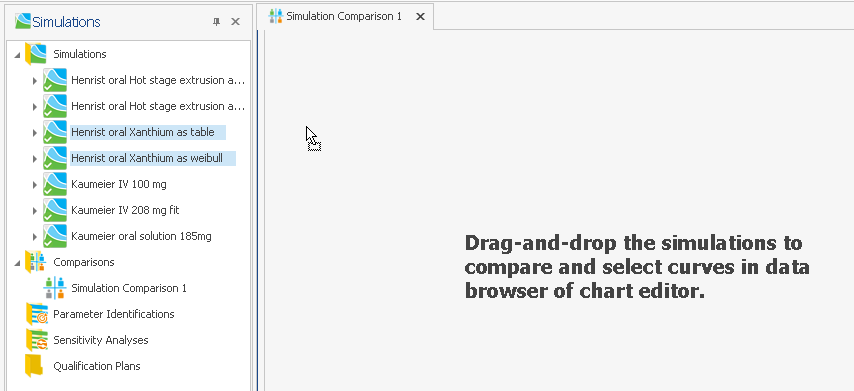 Simulations
Simulation Comparison 1
Simulations
Henrist oral Hot stage extrusion a...
Henrist oral Hot stage extrusion a...
Henrist oral Xanthium as table
Henrist oral Xanthium as weibull
Kaumeier IV 100 mg
Kaumeier IV 208 mg fit
Kaumeier oral solution 185mg
Comparisons
Simulation Comparison 1
Parameter Identifications
Sensitivity Analyses
Qualification Plans
Drag-and-drop the simulations to
compare and select curves in data
browser of chart editor.